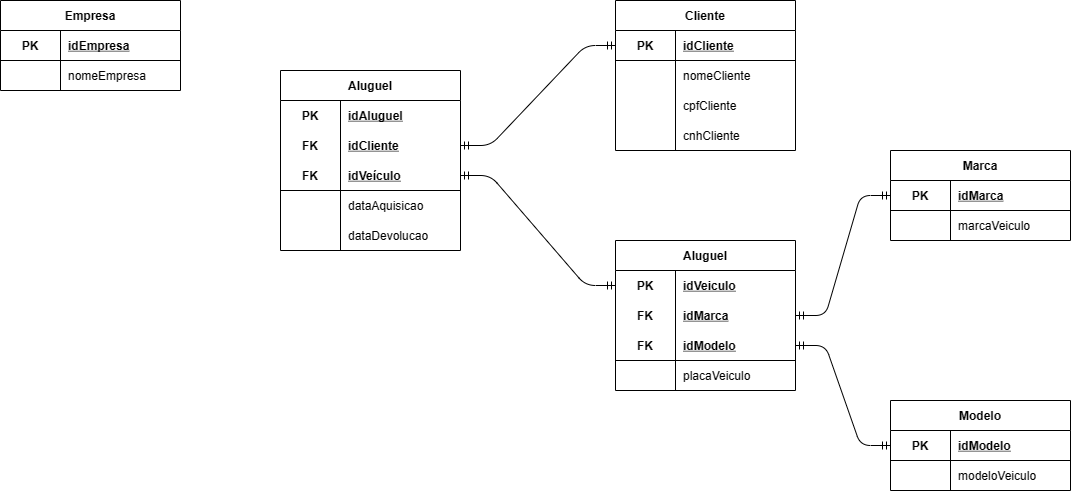 Empresa
PK idEmpresa
nomeEmpresa
Cliente
PK idCliente
nomeCliente
cpfCliente
cnhCliente
Aluguel
PK idAluguel
FK idCliente
FK idVeículo
dataAquisicao
dataDevolucao
Marca
PK idMarca
marcaVeiculo
Aluguel
PK idVeiculo
FK idMarca
FK idModelo
placaVeiculo
Modelo
PK idModelo
modeloVeiculo